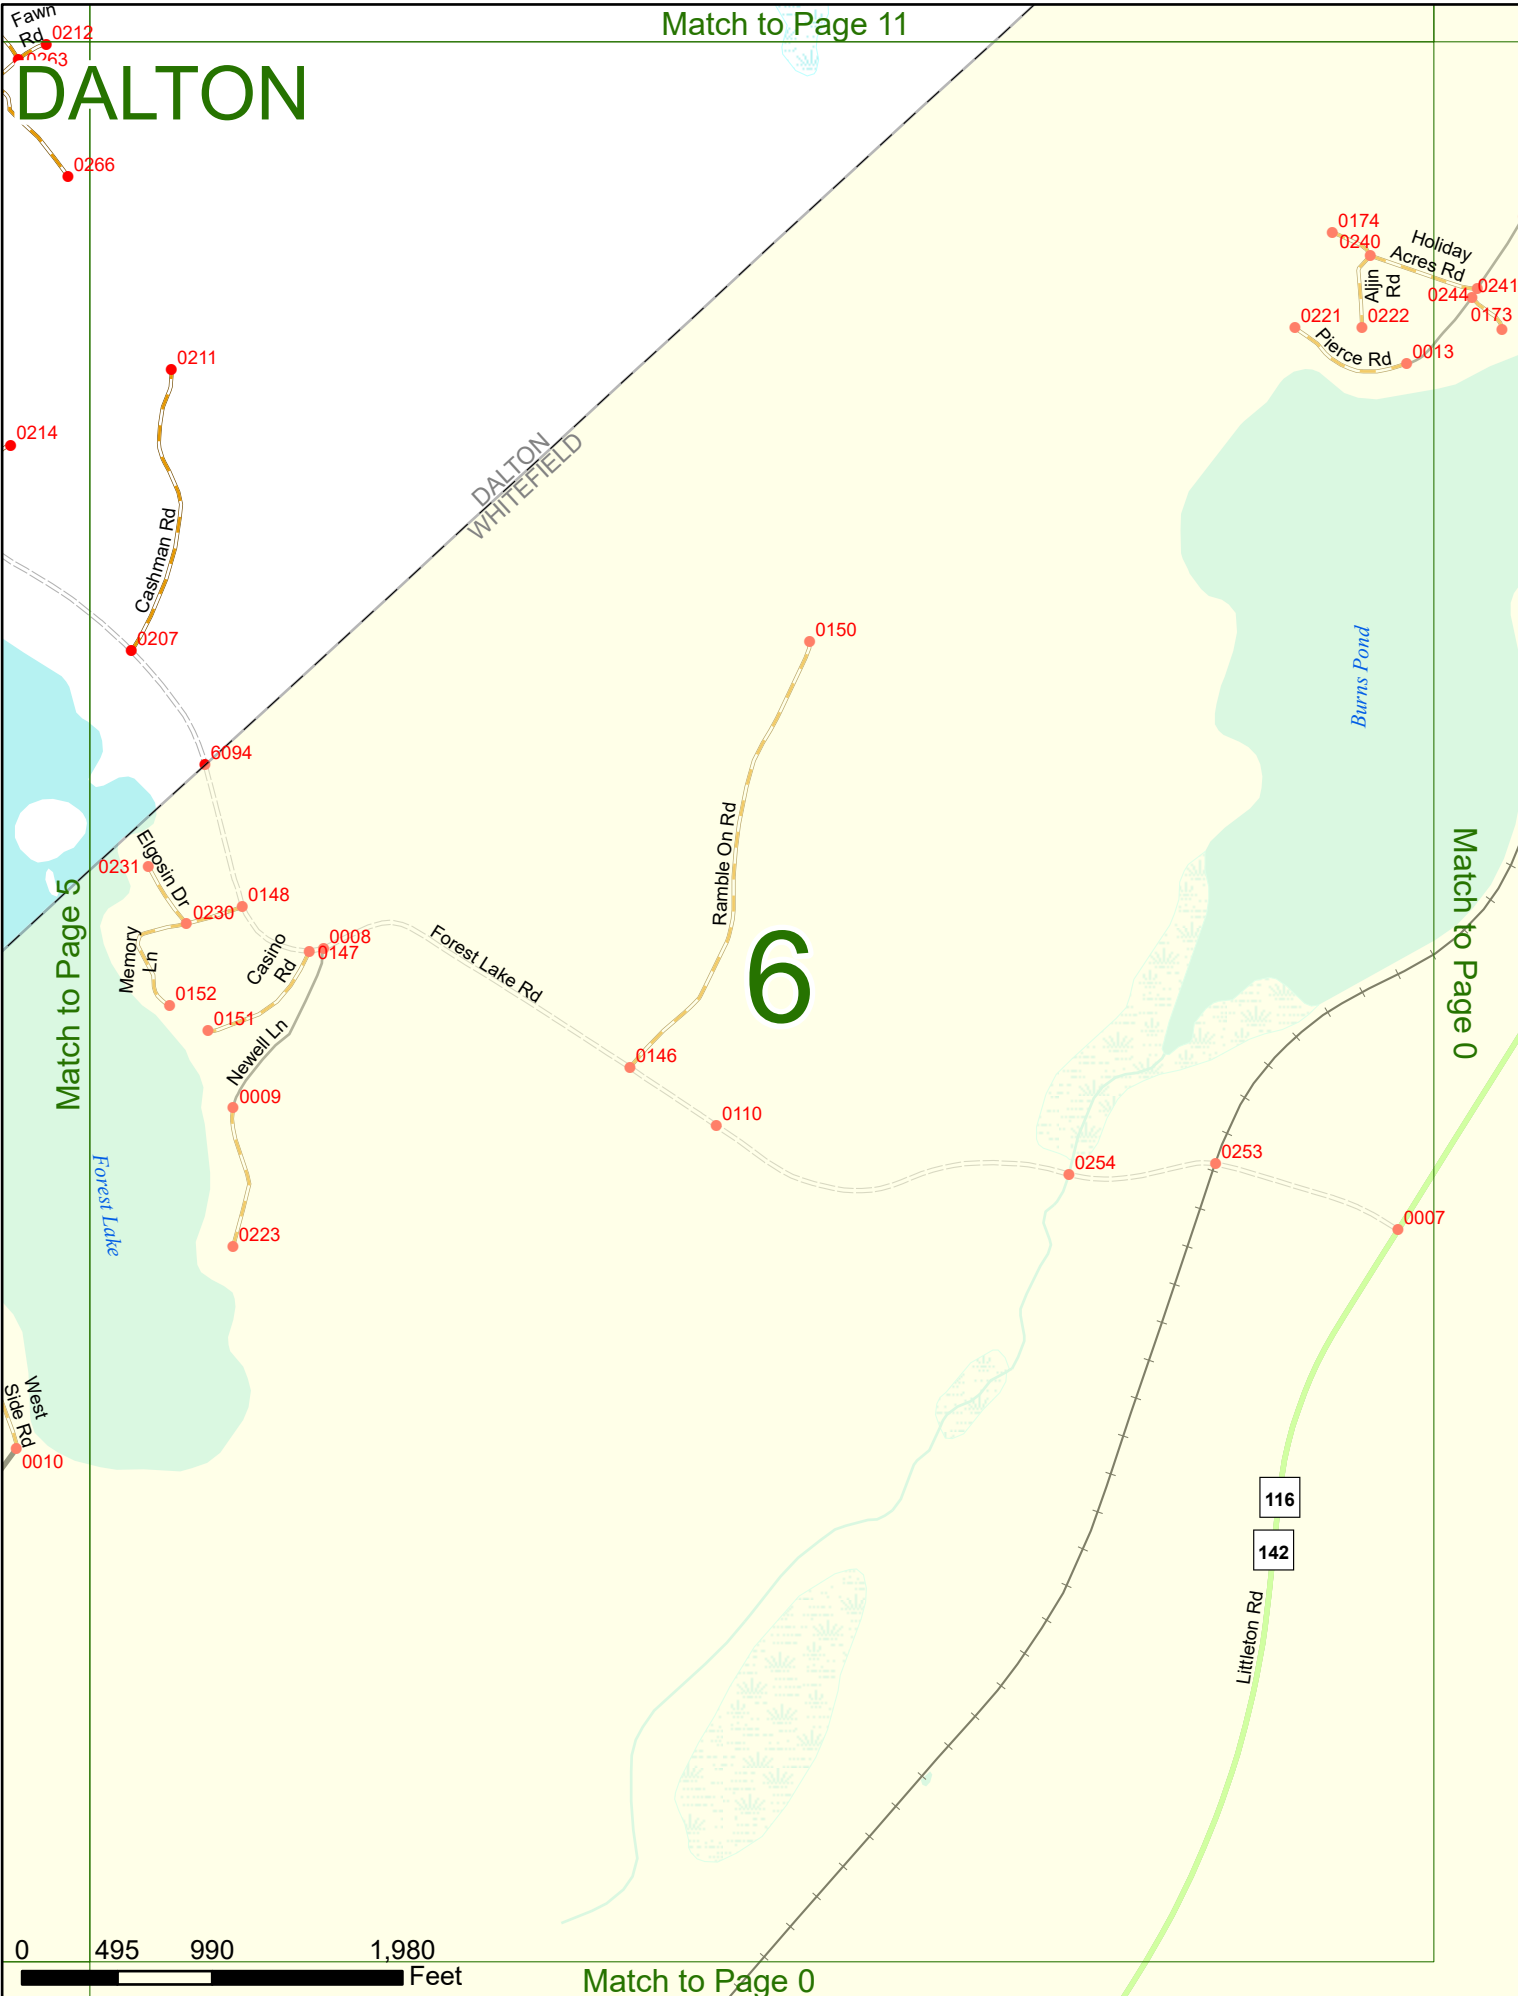 Match to Page 11
Fawn
Rd
0212
0263
DALTON
0266
0174
0240
Holiday
Acres Rd
0241
0244
0173
Aljin
Rd
0221
0222
Pierce Rd
0013
0211
0214
DALTON
WHITEFIELD
Cashman Rd
0207
0150
Burns Pond
6094
Ramble On Rd
Match to Page 0
Elgosin Dr
0231
0148
0230
Match to Page 5
Memory
Ln
Casino
Rd
0008
0147
Forest Lake Rd
6
0152
0151
Newell Ln
0146
0009
0110
0254
0253
Forest Lake
0223
0007
West
Side Rd
0010
116
142
Littleton Rd
0 495 990 1,980
Feet
Match to Page 0